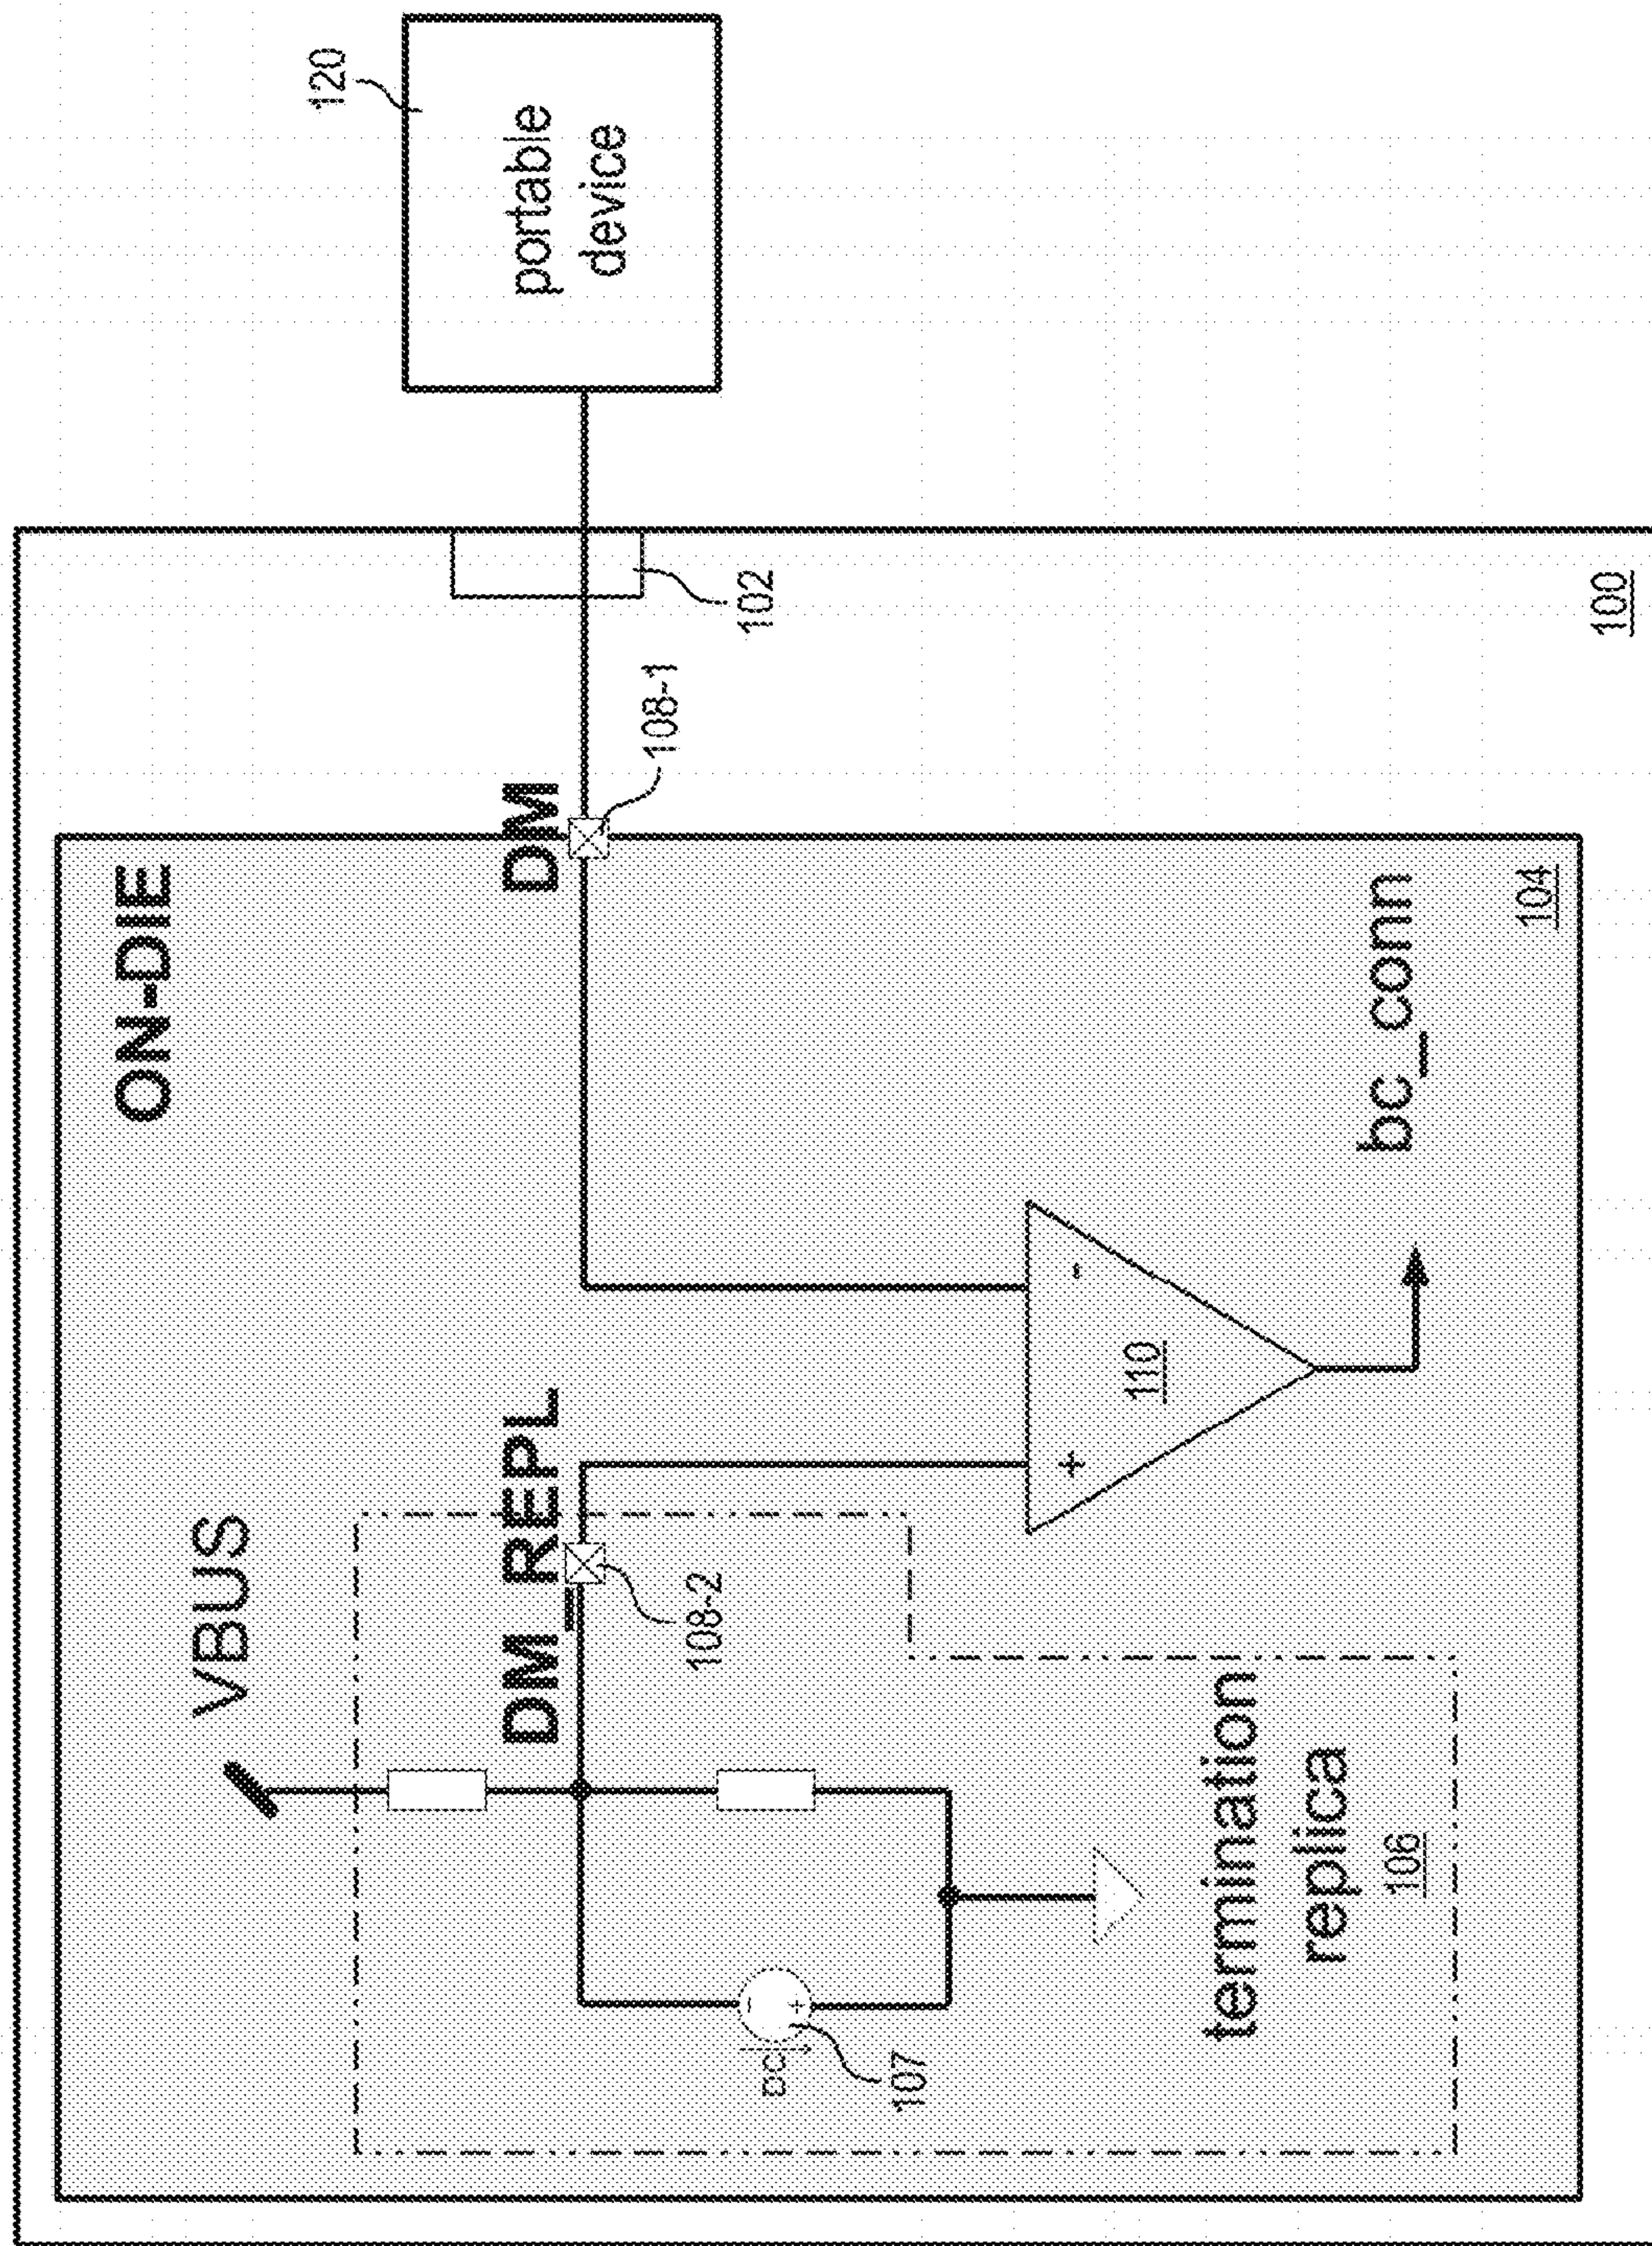 ON-DIE
VBUS
DM_REPL
108-2
DM
108-1
102
120
portable
device
DC
-
+
107
+
-
110
termination
replica
106
bc_conn
104
100